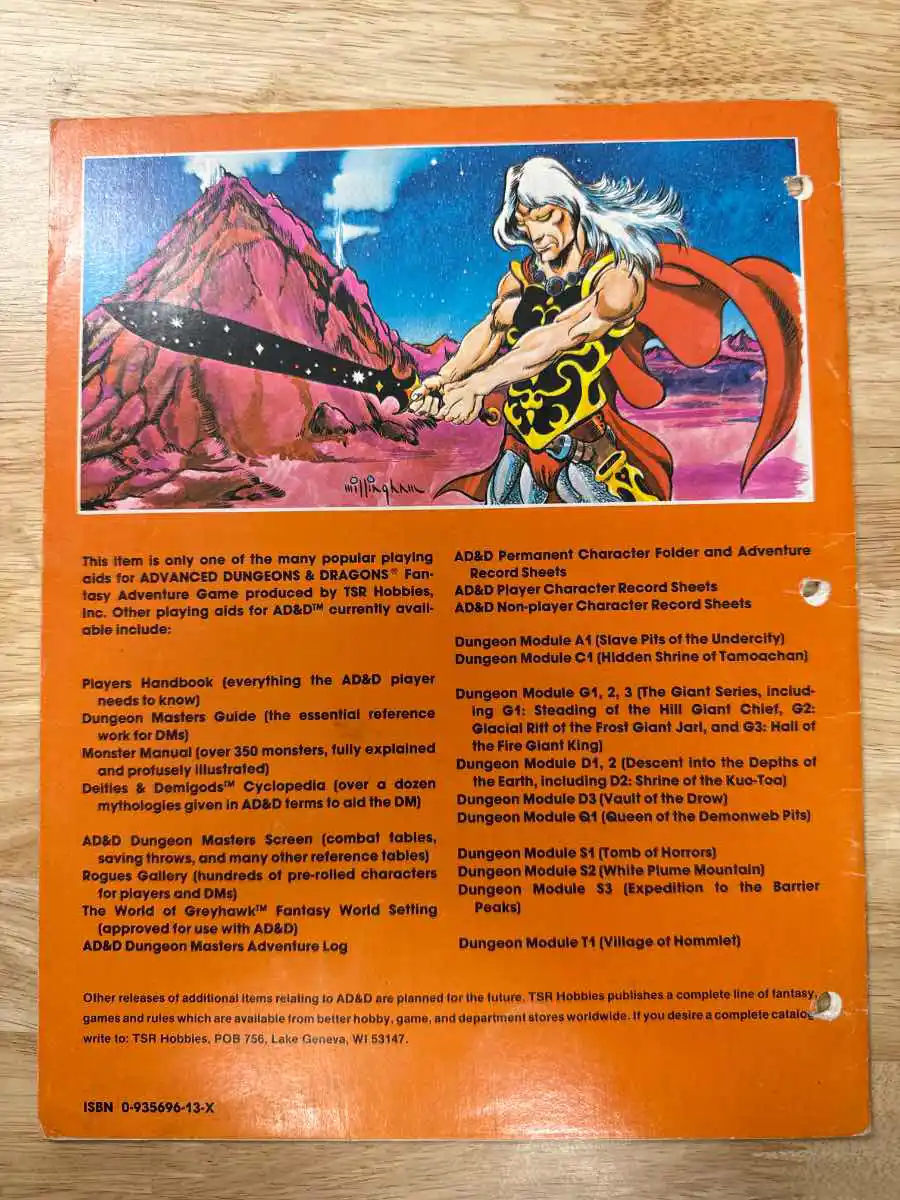 millingham
This item is only one of the many popular playing
aids for ADVANCED DUNGEONS & DRAGONS® Fan-
tasy Adventure Game produced by TSR Hobbies,
Inc. Other playing aids for AD&D™ currently avail-
able include:
Players Handbook (everything the AD&D player
needs to know)
Dungeon Masters Guide (the essential reference
work for DMs)
Monster Manual (over 350 monsters, fully explained
and profusely illustrated)
Deities & Demigods™ Cyclopedia (over a dozen
mythologies given in AD&D terms to aid the DM)
AD&D Dungeon Masters Screen (combat tables,
saving throws, and many other reference tables)
Rogues Gallery (hundreds of pre-rolled characters
for players and DMs)
The World of Greyhawk™ Fantasy World Setting
(approved for use with AD&D)
AD&D Dungeon Masters Adventure Log
AD&D Permanent Character Folder and Adventure
Record Sheets
AD&D Player Character Record Sheets
AD&D Non-player Character Record Sheets
Dungeon Module A1 (Slave Pits of the Undercity)
Dungeon Module C1 (Hidden Shrine of Tamoachan)
Dungeon Module G1, 2, 3 (The Giant Series, includ-
ing G1: Steading of the Hill Giant Chief, G2:
Glacial Rift of the Frost Giant Jarl, and G3: Hall of
the Fire Giant King)
Dungeon Module D1, 2 (Descent into the Depths of
the Earth, including D2: Shrine of the Kuo-Toa)
Dungeon Module D3 (Vault of the Drow)
Dungeon Module Q1 (Queen of the Demonweb Pits)
Dungeon Module S1 (Tomb of Horrors)
Dungeon Module S2 (White Plume Mountain)
Dungeon Module S3 (Expedition to the Barrier
Peaks)
Dungeon Module T1 (Village of Hommlet)
Other releases of additional items relating to AD&D are planned for the future. TSR Hobbies publishes a complete line of fantasy
games and rules which are available from better hobby, game, and department stores worldwide. If you desire a complete catalog
write to: TSR Hobbies, POB 756, Lake Geneva, WI 53147.
ISBN 0-935696-13-X